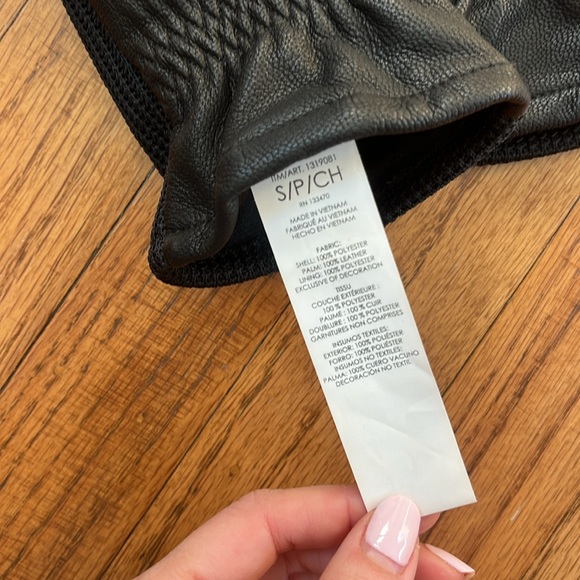 ITM/ART. 1319081
S/P/CH
RN 133470
MADE IN VIETNAM
FABRIQUÉ AU VIETNAM
HECHO EN VIETNAM
FABRIC:
SHELL: 100% POLYESTER
PALM: 100% LEATHER
LINING: 100% POLYESTER
EXCLUSIVE OF DECORATION
TISSU
COUCHÉ EXTÉRIEURE :
100 % POLYESTER
PAUME : 100 % CUIR
DOUBLURE : 100 % POLYESTER
GARNITURES NON COMPRISES
INSUMOS TEXTILES:
EXTERIOR: 100% POLIÉSTER
FORRO: 100% POLIÉSTER
INSUMOS NO TEXTILES:
PALMA: 100% CUERO VACUNO
DECORACIÓN NO TEXTIL